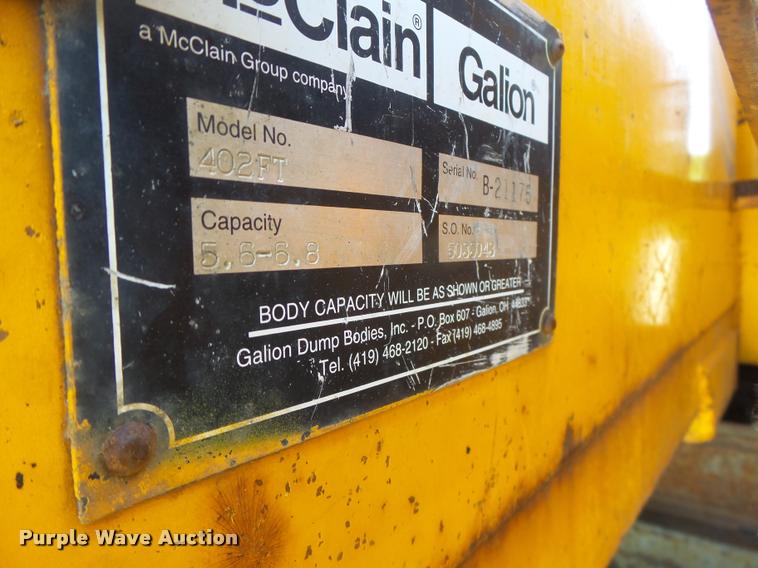 McClain® Galion
a McClain Group company
Model No.
402FT
Serial No. B-21175
Capacity
5.6-6.8
S.O. No.
BODY CAPACITY WILL BE AS SHOWN OR GREATER
Galion Dump Bodies, Inc. - P.O. Box 607 - Galion, OH 44833
Tel. (419) 468-2120 - Fax (419) 468-4895
Purple Wave Auction